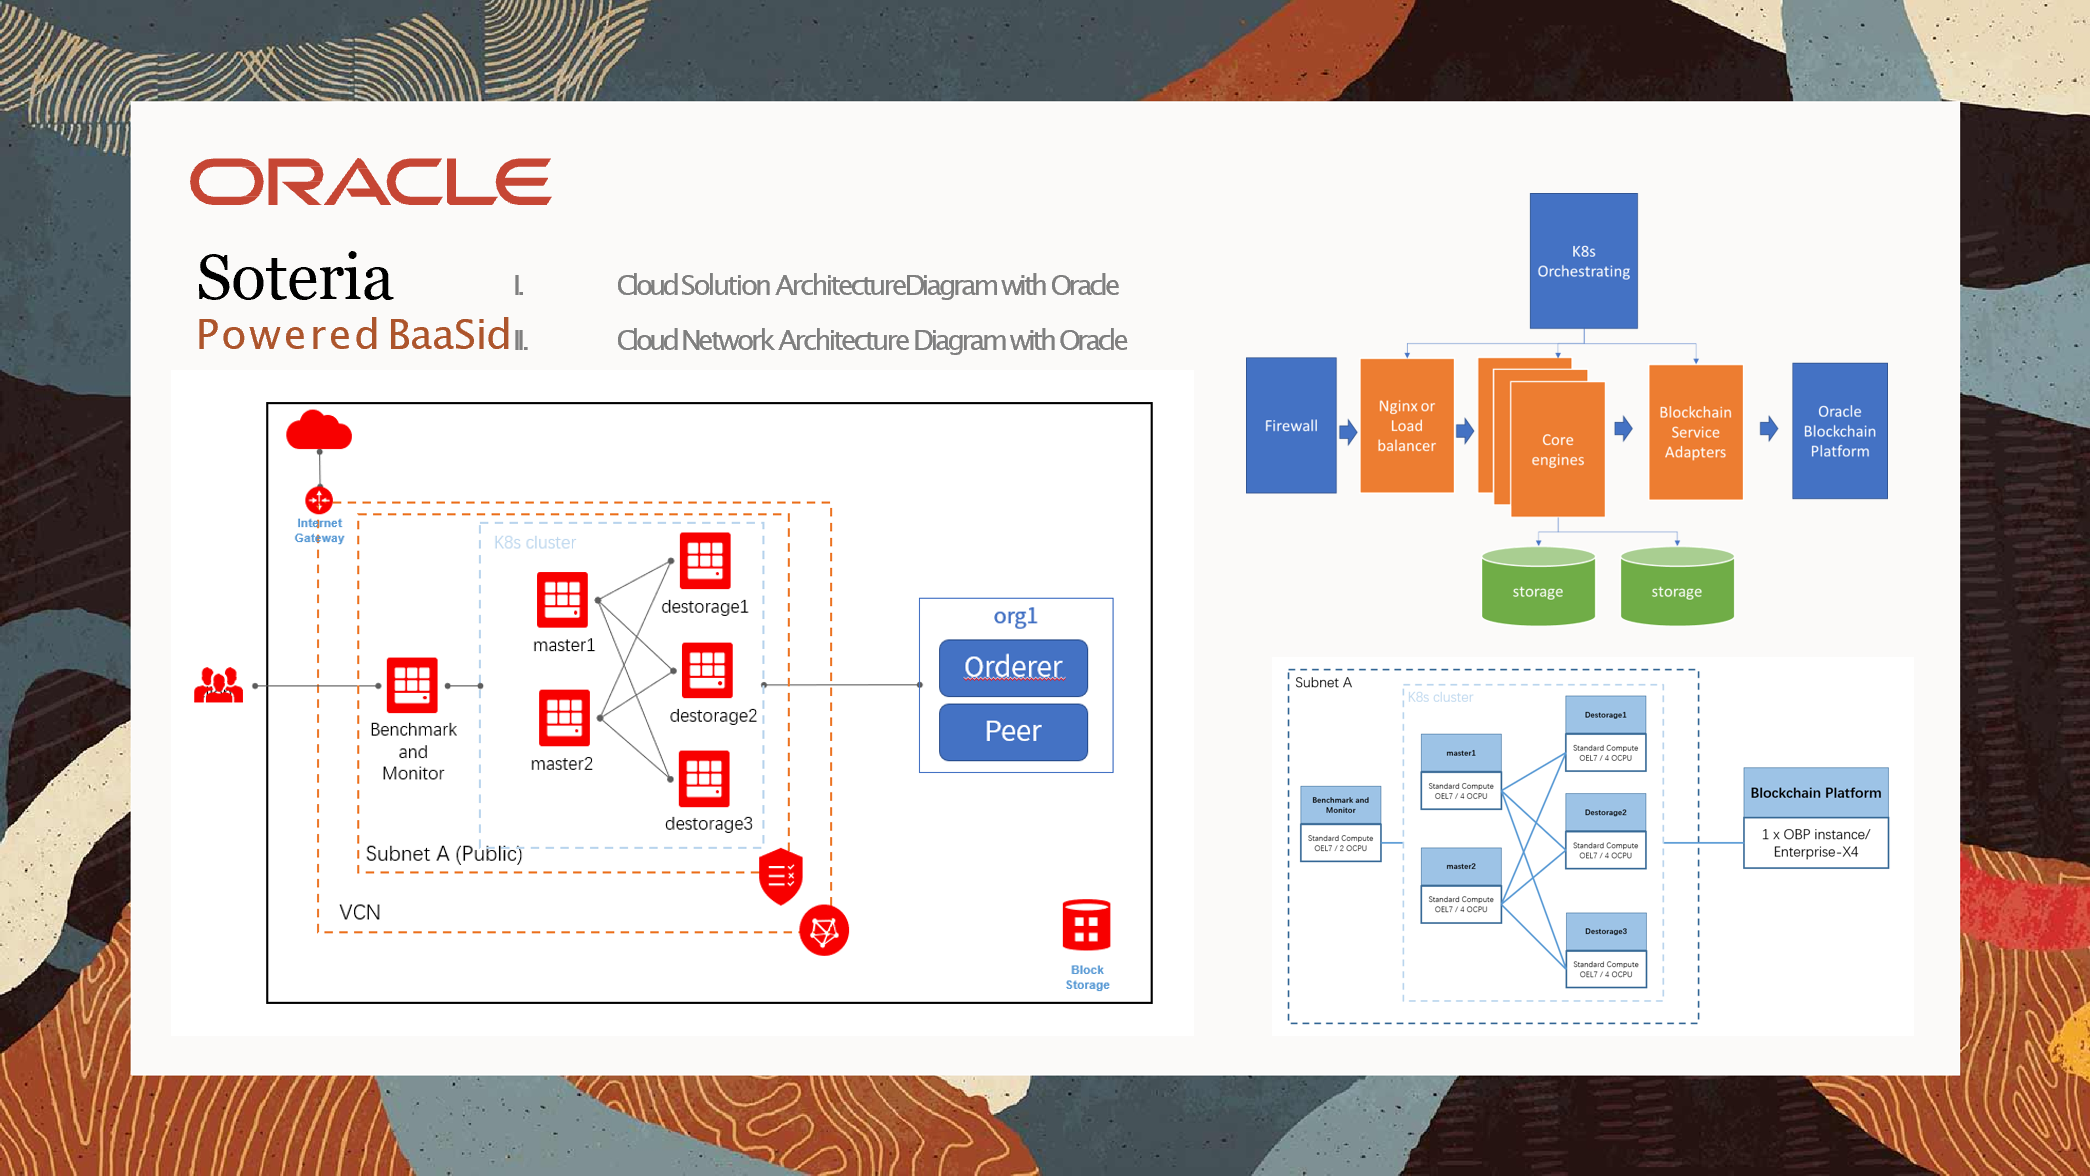 ORACLE
Soteria
Powered BaaSid
I. Cloud Solution ArchitectureDiagram with Oracle
II. Cloud Network Architecture Diagram with Oracle
Internet
Gateway
K8s cluster
destorage1
master1
destorage2
master2
destorage3
Benchmark
and
Monitor
Subnet A (Public)
VCN
org1
Orderer
Peer
Block
Storage
K8s
Orchestrating
Firewall
Nginx or
Load
balancer
Core
engines
Blockchain
Service
Adapters
Oracle
Blockchain
Platform
storage
storage
Subnet A
K8s cluster
Destorage1
Standard Compute
OEL7 / 4 OCPU
master1
Standard Compute
OEL7 / 4 OCPU
Benchmark and
Monitor
Standard Compute
OEL7 / 2 OCPU
Destorage2
Standard Compute
OEL7 / 4 OCPU
master2
Standard Compute
OEL7 / 4 OCPU
Destorage3
Standard Compute
OEL7 / 4 OCPU
Blockchain Platform
1 x OBP instance/
Enterprise-X4